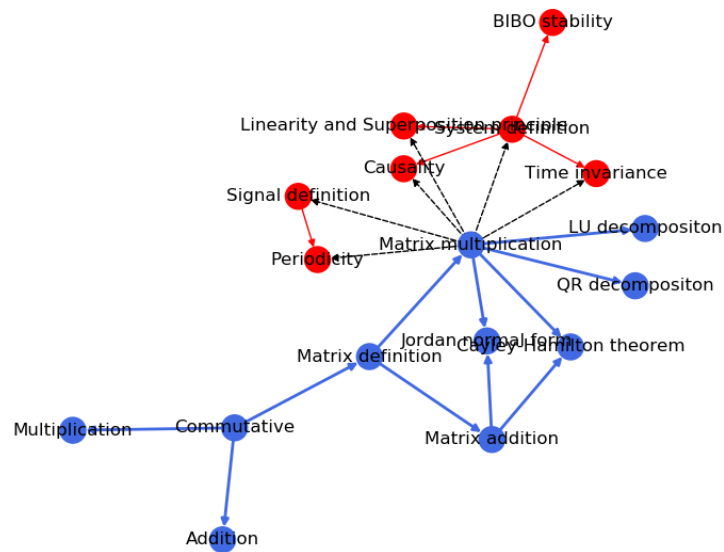 BIBO stability
Linearity and Superposition principle
System definition
Causality
Time invariance
Signal definition
LU decompositon
Matrix multiplication
Periodicity
QR decompositon
Jordan normal form
Cayley-Hamilton theorem
Matrix definition
Multiplication
Commutative
Matrix addition
Addition